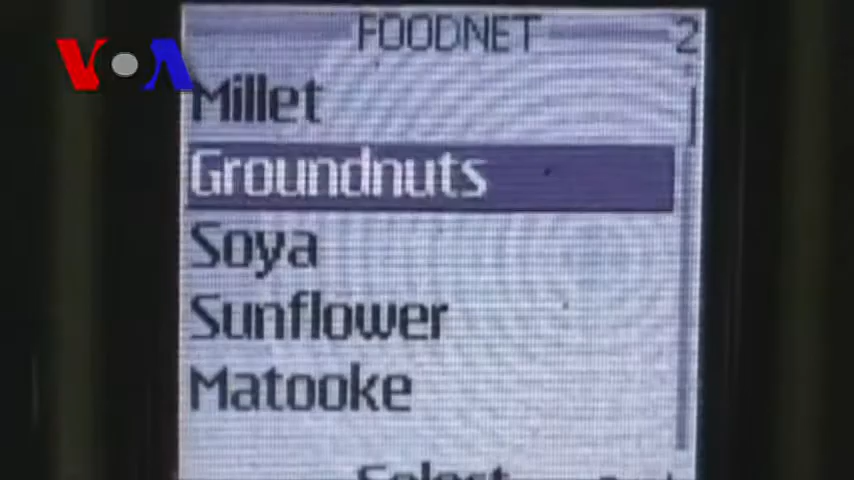 FOODNET 2
VOA
Millet
Groundnuts
Soya
Sunflower
Matooke
Select